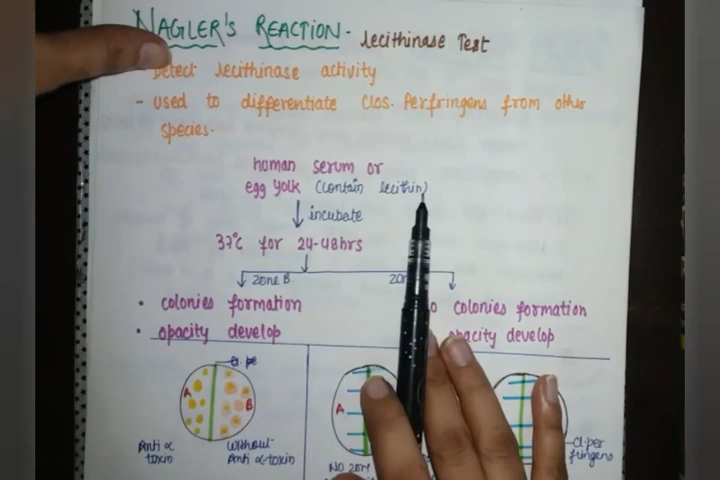 NAGLER'S REACTION - lecithinase Test
Detect lecithinase activity
- Used to differentiate Clos. Perfringens from other
species.
human serum or
egg yolk (contain lecithin)
incubate
37°C for 24-48hrs
zone B
• colonies formation
colonies formation
• opacity develop
opacity develop
A
B
A
Anti α
toxin
without
Anti α-toxin
NO
Cl. per
fringens